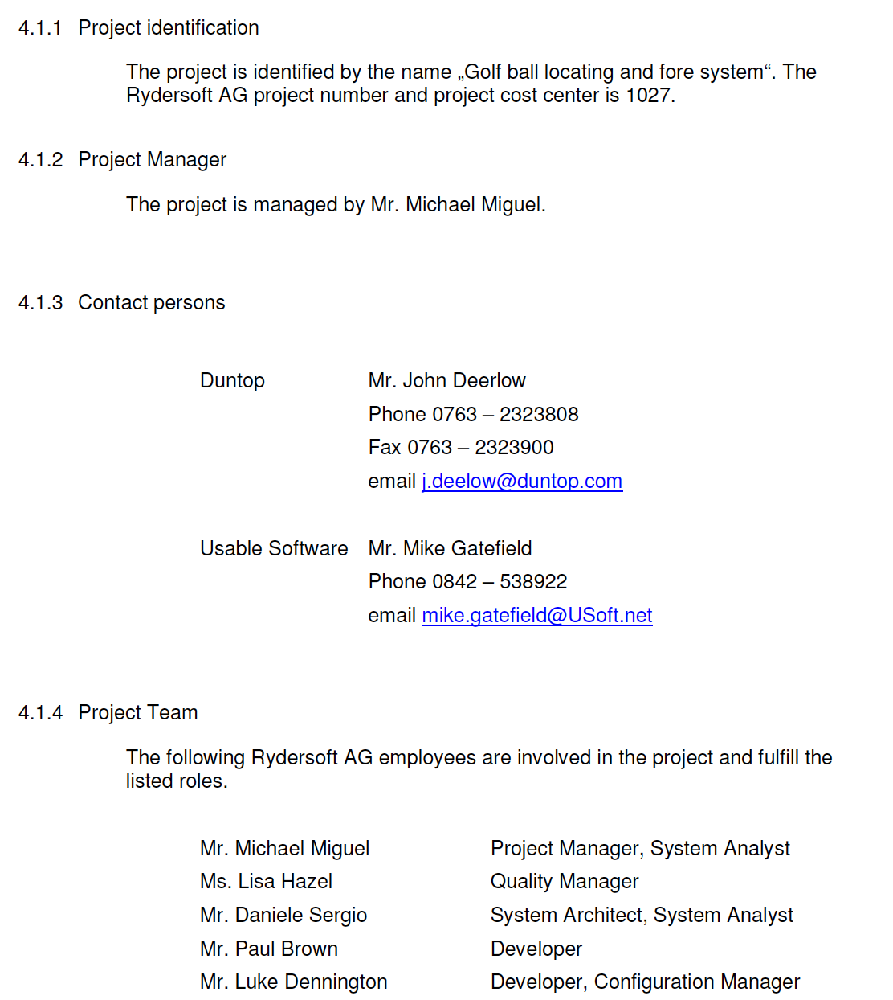 4.1.1 Project identification
The project is identified by the name „Golf ball locating and fore system“. The
Rydersoft AG project number and project cost center is 1027.
4.1.2 Project Manager
The project is managed by Mr. Michael Miguel.
4.1.3 Contact persons
Duntop Mr. John Deerlow
Phone 0763 – 2323808
Fax 0763 – 2323900
email j.deelow@duntop.com
Usable Software Mr. Mike Gatefield
Phone 0842 – 538922
email mike.gatefield@USoft.net
4.1.4 Project Team
The following Rydersoft AG employees are involved in the project and fulfill the
listed roles.
Mr. Michael Miguel Project Manager, System Analyst
Ms. Lisa Hazel Quality Manager
Mr. Daniele Sergio System Architect, System Analyst
Mr. Paul Brown Developer
Mr. Luke Dennington Developer, Configuration Manager